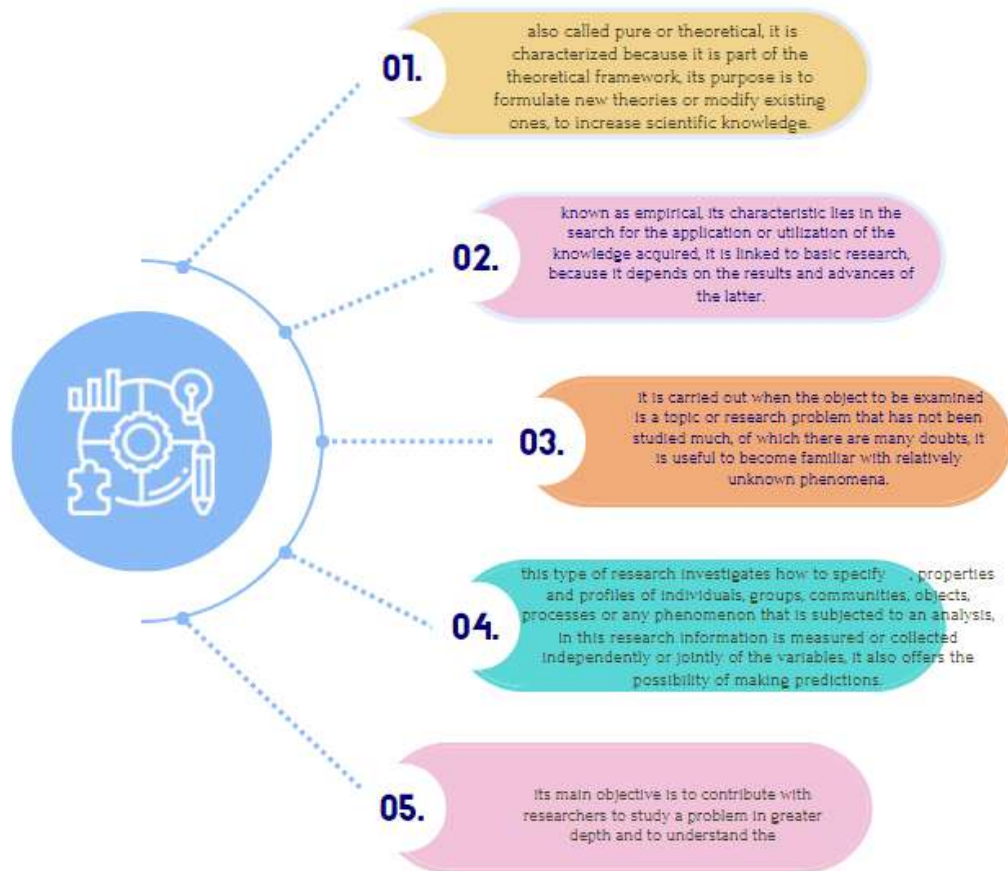 01.
also called pure or theoretical, it is
characterized because it is part of the
theoretical framework, its purpose is to
formulate new theories or modify existing
ones, to increase scientific knowledge.
02.
known as empirical, its characteristic lies in the
search for the application or utilization of the
knowledge acquired, it is linked to basic research,
because it depends on the results and advances of
the latter.
03.
it is carried out when the object to be examined
is a topic or research problem that has not been
studied much, of which there are many doubts, it
is useful to become familiar with relatively
unknown phenomena.
04.
this type of research investigates how to specify , properties
and profiles of individuals, groups, communities, objects,
processes or any phenomenon that is subjected to an analysis,
in this research information is measured or collected
independently or jointly of the variables, it also offers the
possibility of making predictions.
05.
its main objective is to contribute with
researchers to study a problem in greater
depth and to understand the